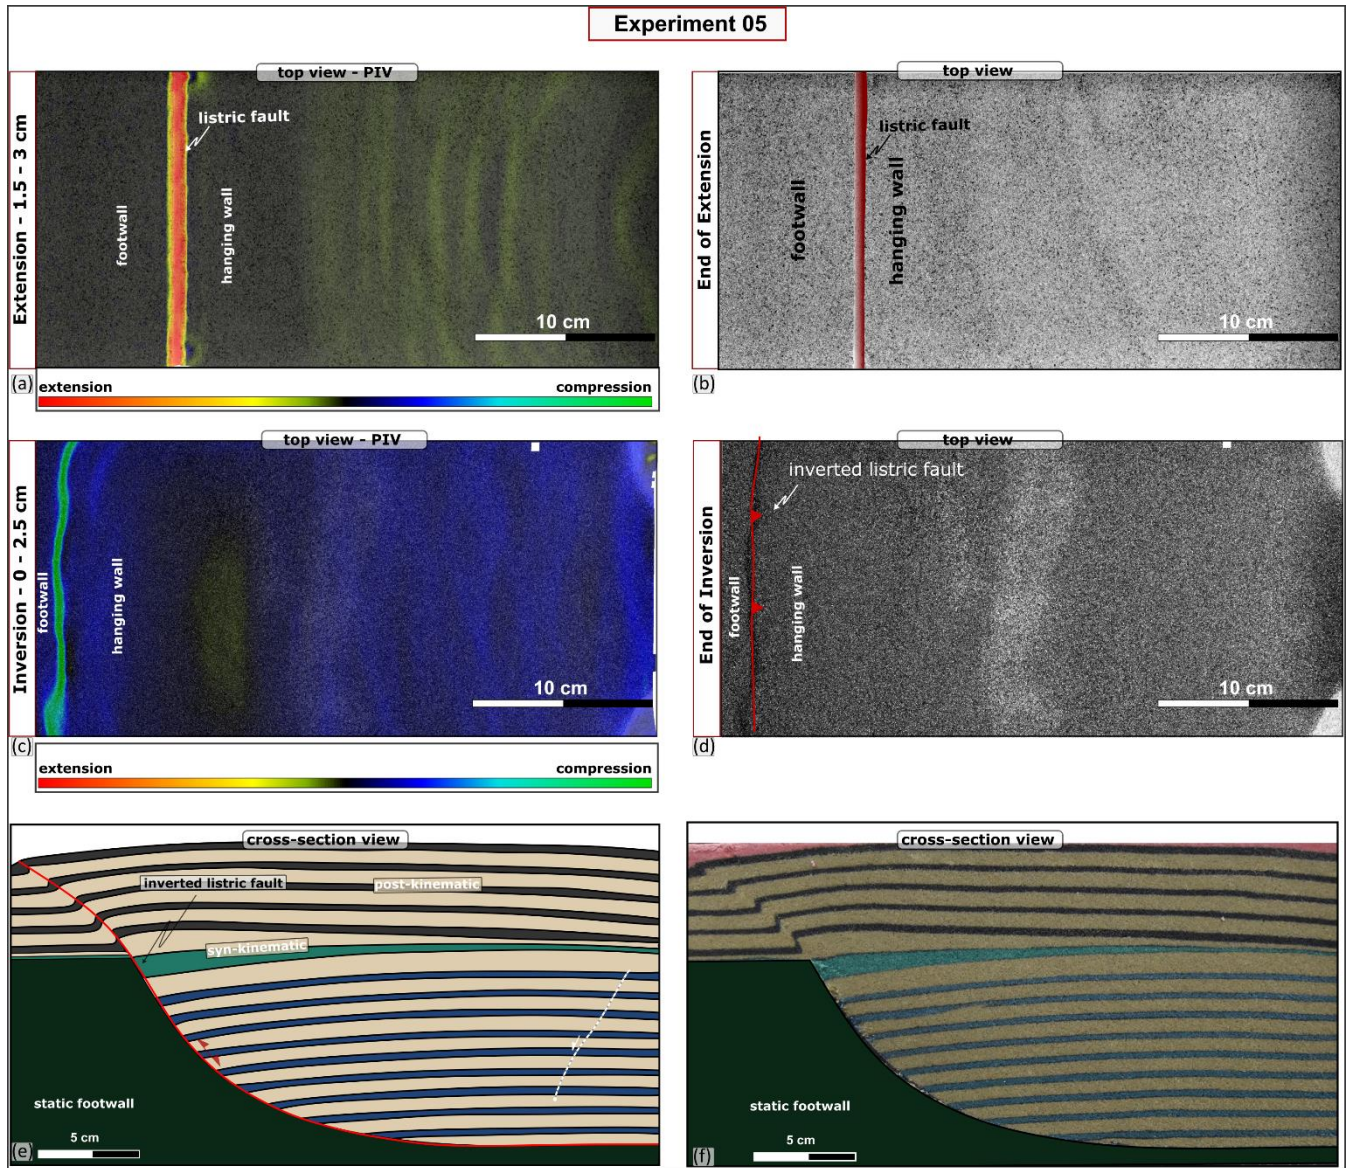 Experiment 05
Extension - 1.5 - 3 cm
top view - PIV
listric fault
footwall
hanging wall
10 cm
(a)
extension
compression
End of Extension
top view
listric fault
footwall
hanging wall
10 cm
(b)
Inversion - 0 - 2.5 cm
top view - PIV
footwall
hanging wall
10 cm
(c)
extension
compression
End of Inversion
top view
inverted listric fault
footwall
hanging wall
10 cm
(d)
cross-section view
inverted listric fault
post-kinematic
syn-kinematic
static footwall
5 cm
(e)
cross-section view
static footwall
5 cm
(f)